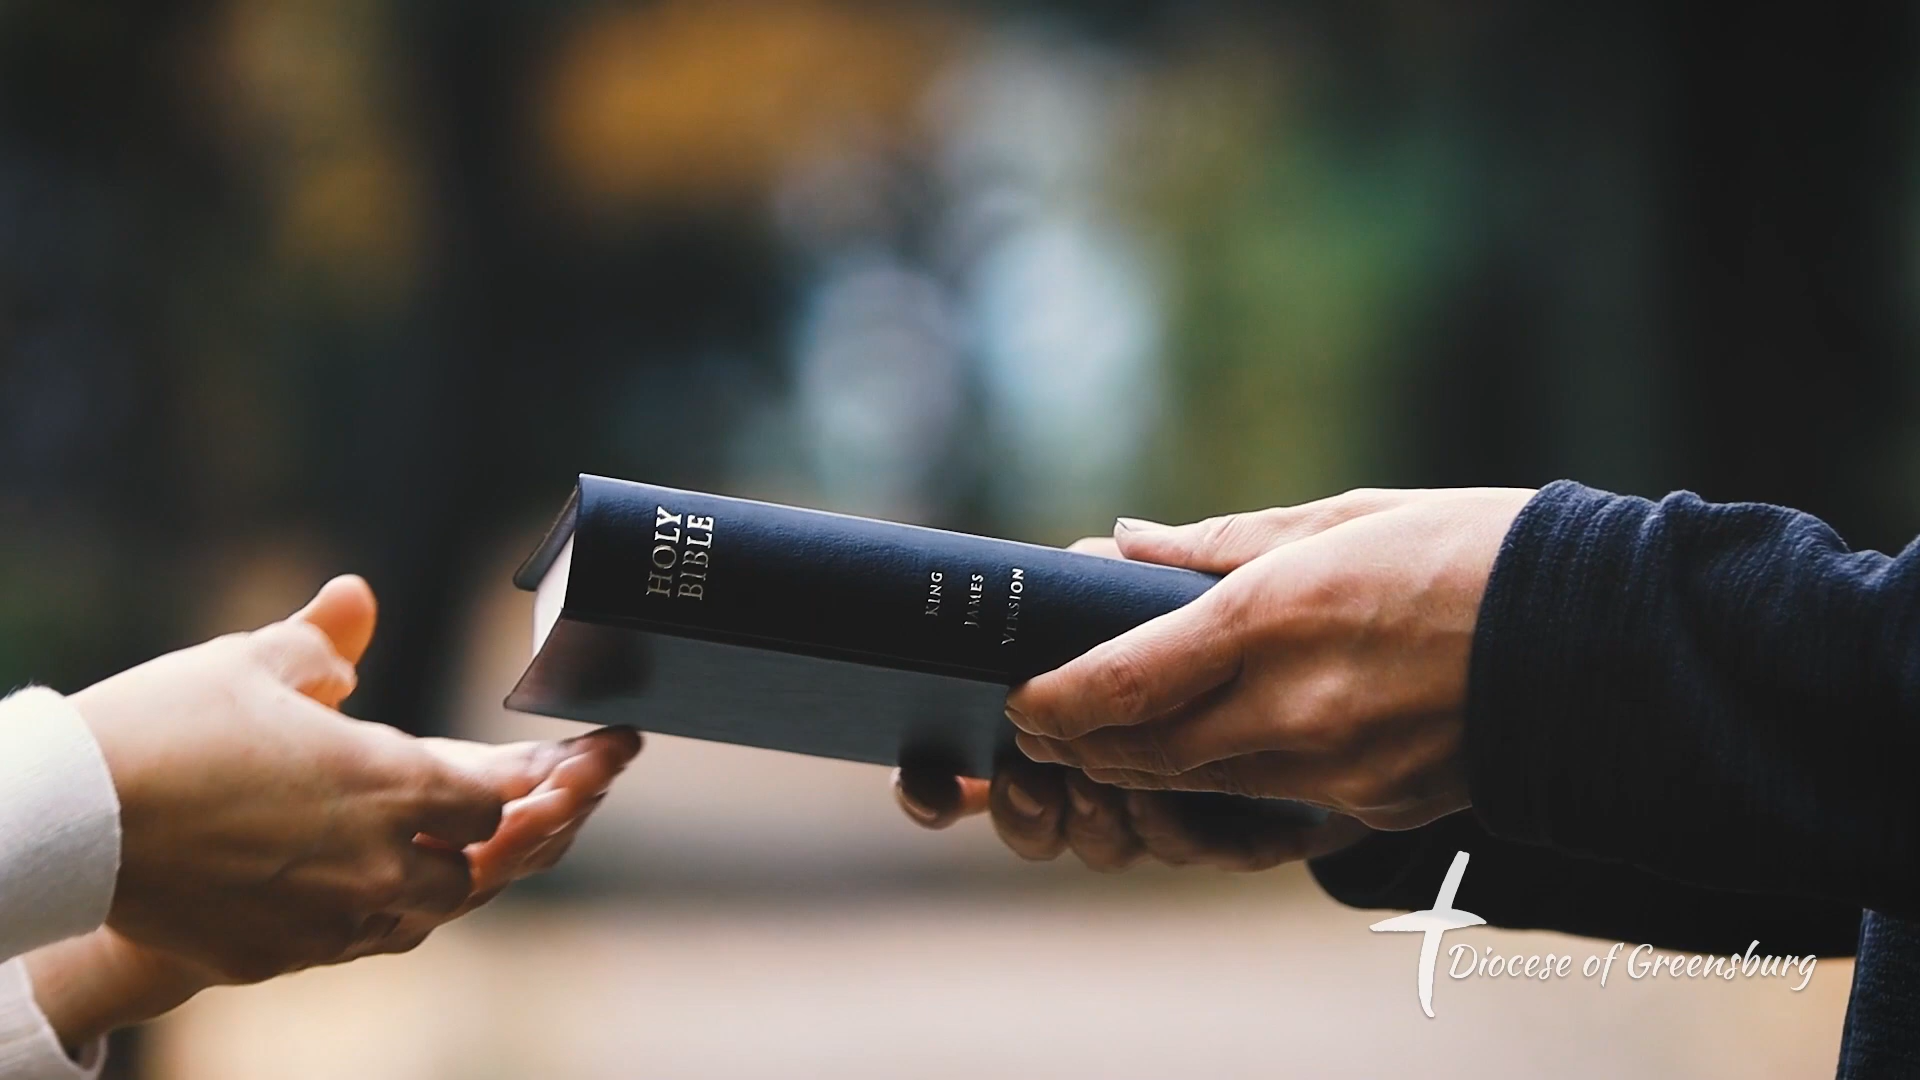 HOLY
BIBLE
KING
JAMES
VERSION
Diocese of Greensburg